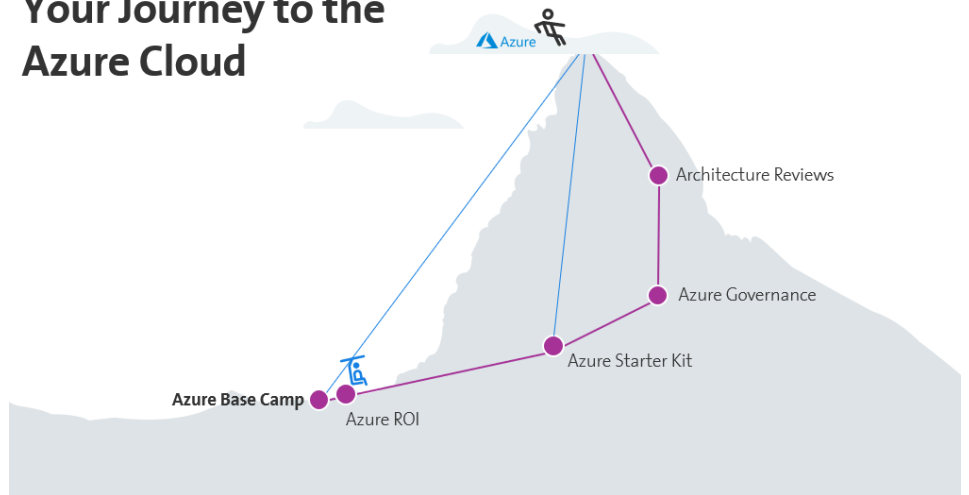 Your Journey to the
Azure Cloud
Azure
Architecture Reviews
Azure Governance
Azure Starter Kit
Azure Base Camp
Azure ROI